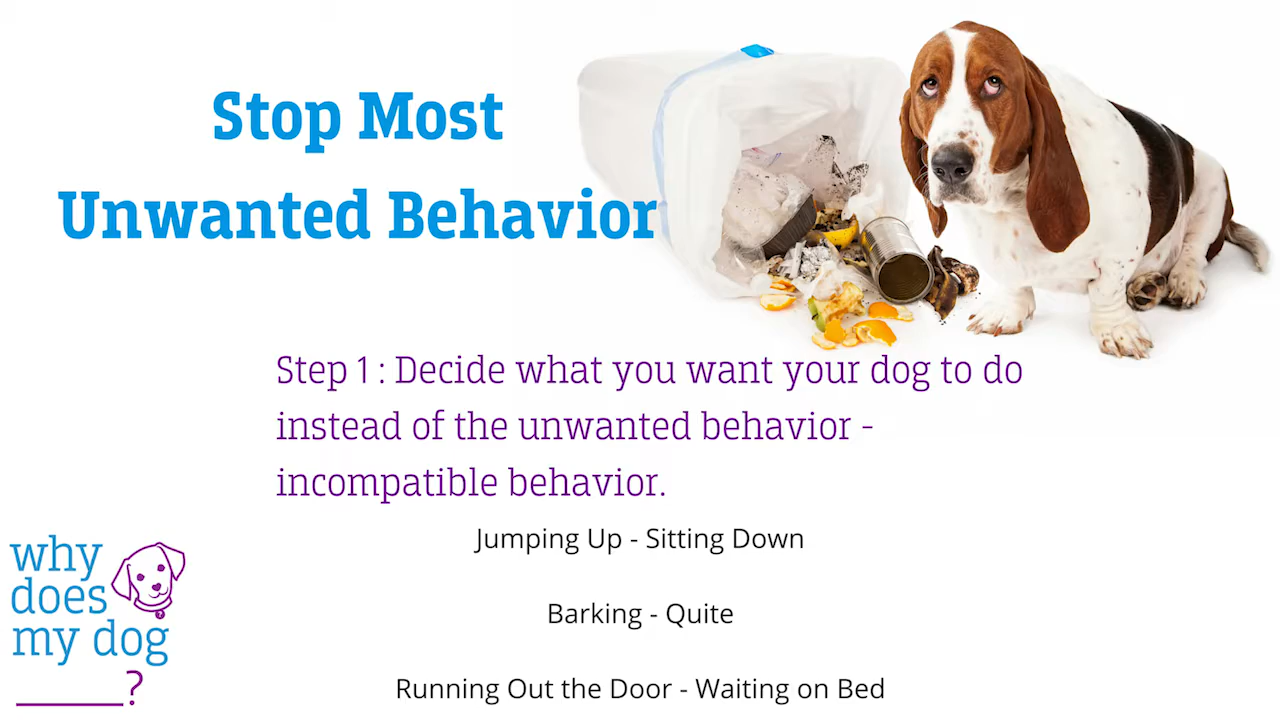 Stop Most
Unwanted Behavior
Step 1: Decide what you want your dog to do
instead of the unwanted behavior -
incompatible behavior.
Jumping Up - Sitting Down
Barking - Quite
Running Out the Door - Waiting on Bed
why
does
my dog
______?